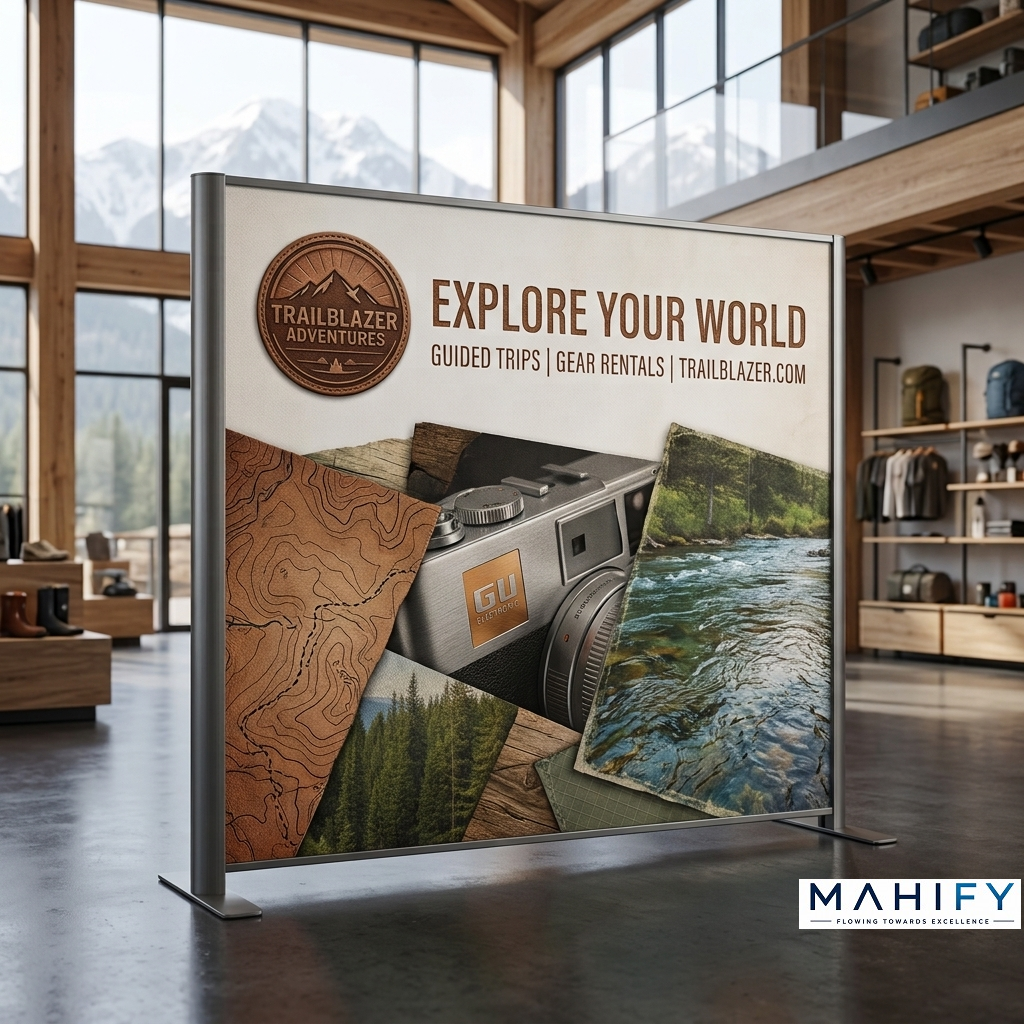 TRAILBLAZER
ADVENTURES
EXPLORE YOUR WORLD
GUIDED TRIPS | GEAR RENTALS | TRAILBLAZER.COM
GU
MAHIFY
FLOWING TOWARDS EXCELLENCE